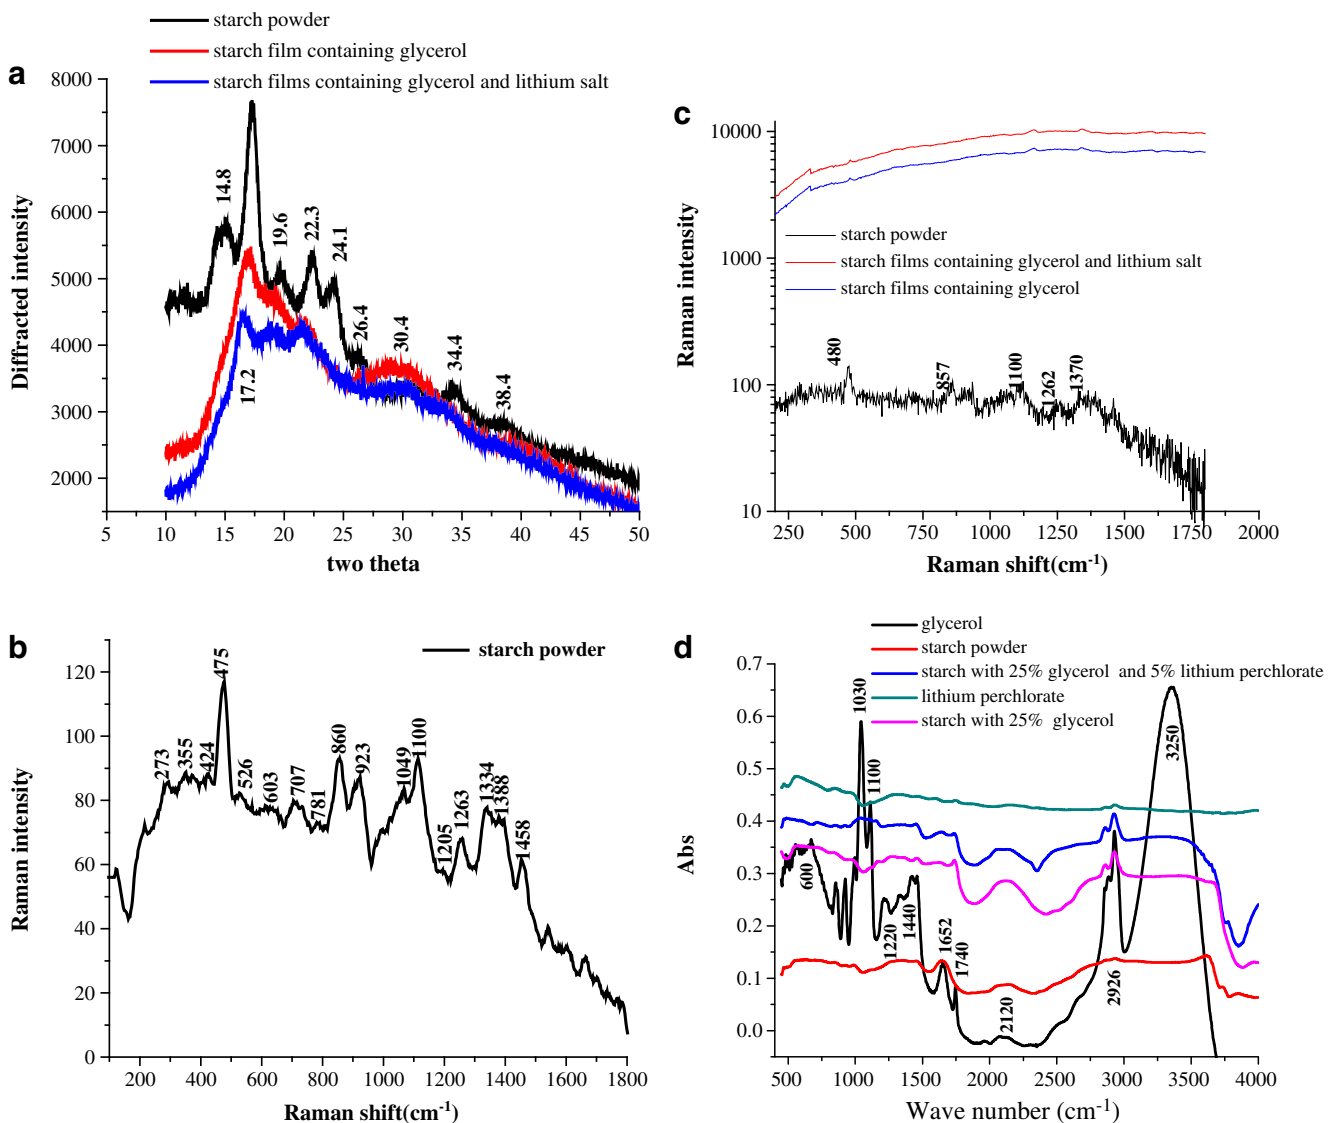 a
starch powder
starch film containing glycerol
starch films containing glycerol and lithium salt
8000
7000
6000
5000
4000
3000
2000
Diffracted intensity
14.8
17.2
19.6
22.3
24.1
26.4
30.4
34.4
38.4
5 10 15 20 25 30 35 40 45 50
two theta
c
10000
1000
100
10
Raman intensity
starch powder
starch films containing glycerol and lithium salt
starch films containing glycerol
480
857
1100
1262
1370
250 500 750 1000 1250 1500 1750 2000
Raman shift(cm-1)
b
starch powder
120
100
80
60
40
20
0
Raman intensity
273
355
424
475
526
603
707
781
860
923
1049
1100
1205
1263
1334
1388
1458
200 400 600 800 1000 1200 1400 1600 1800
Raman shift(cm-1)
d
glycerol
starch powder
starch with 25% glycerol and 5% lithium perchlorate
lithium perchlorate
starch with 25% glycerol
0.7
0.6
0.5
0.4
0.3
0.2
0.1
0.0
Abs
600
1030
1100
1220
1440
1652
1740
2120
2926
3250
500 1000 1500 2000 2500 3000 3500 4000
Wave number (cm-1)